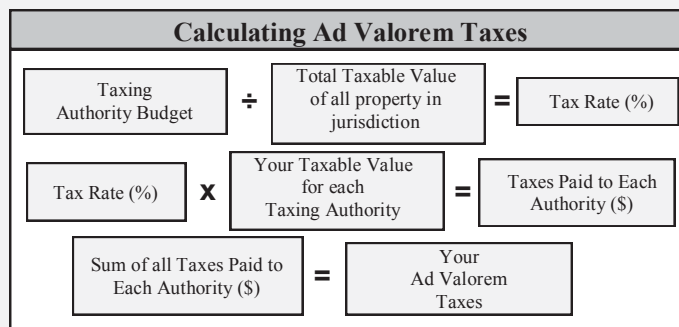 Calculating Ad Valorem Taxes
Taxing
Authority Budget
÷
Total Taxable Value
of all property in
jurisdiction
=
Tax Rate (%)
Tax Rate (%)
x
Your Taxable Value
for each
Taxing Authority
=
Taxes Paid to Each
Authority ($)
Sum of all Taxes Paid to
Each Authority ($)
=
Your
Ad Valorem
Taxes